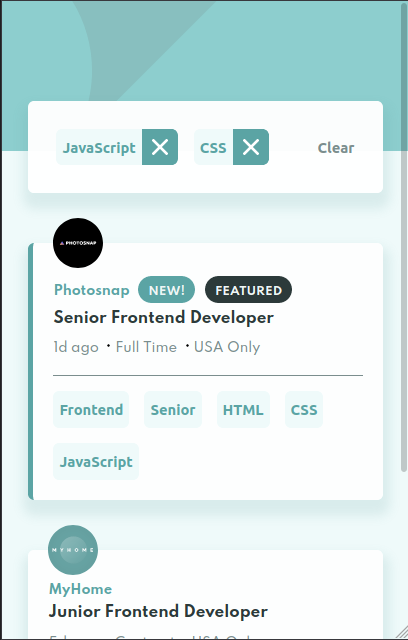 JavaScript CSS Clear
PHOTOSNAP
Photosnap NEW! FEATURED
Senior Frontend Developer
1d ago · Full Time · USA Only
Frontend Senior HTML CSS
JavaScript
MYHOME
MyHome
Junior Frontend Developer